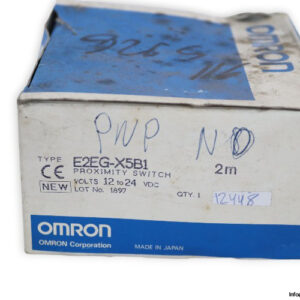 OMRON
PNP NO
TYPE E2EG-X5B1
PROXIMITY SWITCH 2m
CE VOLTS 12 to 24 VDC
NEW LOT No. 1897 QTY. 1 12448
OMRON
OMRON Corporation MADE IN JAPAN